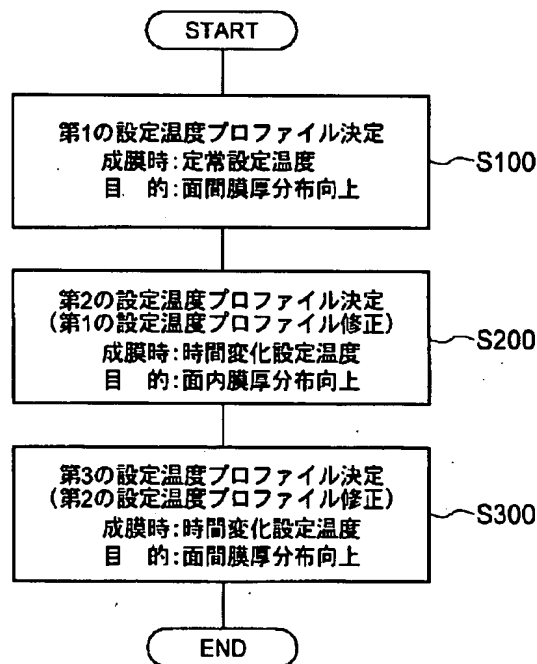 START
第1の設定温度プロファイル決定
成膜時:定常設定温度
目 的:面間膜厚分布向上
S100
第2の設定温度プロファイル決定
(第1の設定温度プロファイル修正)
成膜時:時間変化設定温度
目 的:面内膜厚分布向上
S200
第3の設定温度プロファイル決定
(第2の設定温度プロファイル修正)
成膜時:時間変化設定温度
目 的:面間膜厚分布向上
S300
END